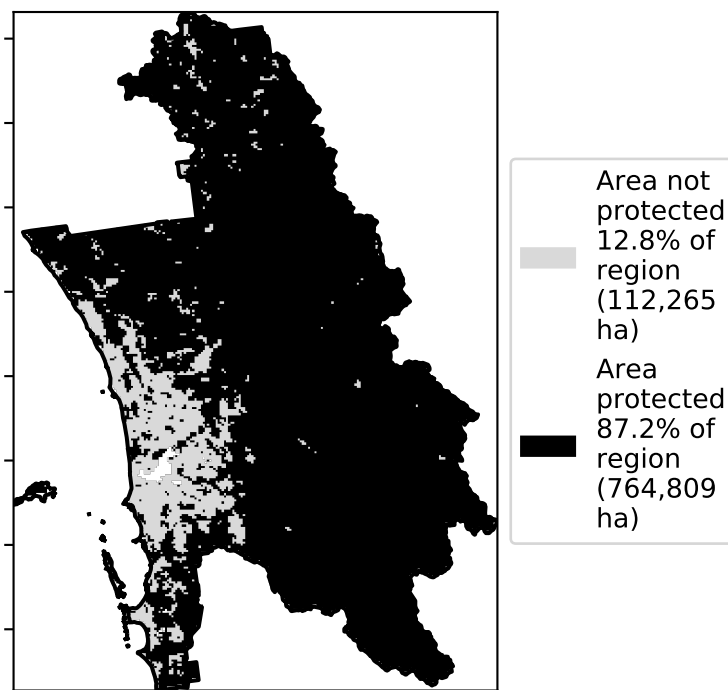 Area not
protected
12.8% of
region
(112,265
ha)
Area
protected
87.2% of
region
(764,809
ha)